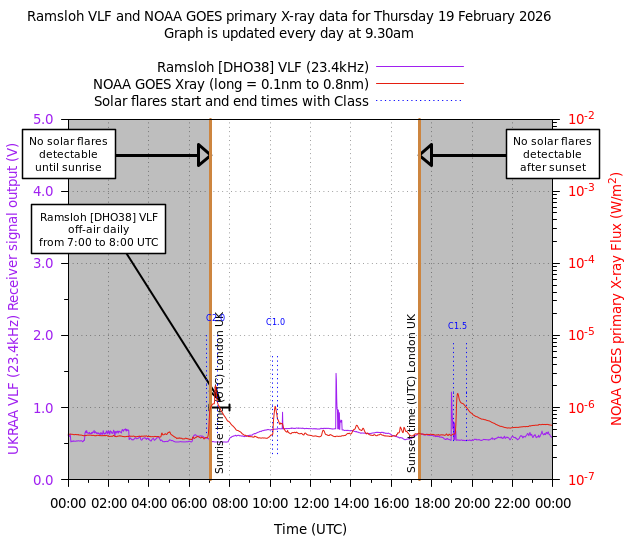 Ramsloh VLF and NOAA GOES primary X-ray data for Thursday 19 February 2026
Graph is updated every day at 9.30am
Ramsloh [DHO38] VLF (23.4kHz)
NOAA GOES Xray (long = 0.1nm to 0.8nm)
Solar flares start and end times with Class
5.0
4.0
3.0
2.0
1.0
0.0
UKRAA VLF (23.4kHz) Receiver signal output (V)
No solar flares
detectable
until sunrise
Ramsloh [DHO38] VLF
off-air daily
from 7:00 to 8:00 UTC
No solar flares
detectable
after sunset
C1.0
C1.5
Sunrise time (UTC) London UK
Sunset time (UTC) London UK
10-2
10-3
10-4
10-5
10-6
10-7
NOAA GOES primary X-ray Flux (W/m2)
00:00 02:00 04:00 06:00 08:00 10:00 12:00 14:00 16:00 18:00 20:00 22:00 00:00
Time (UTC)